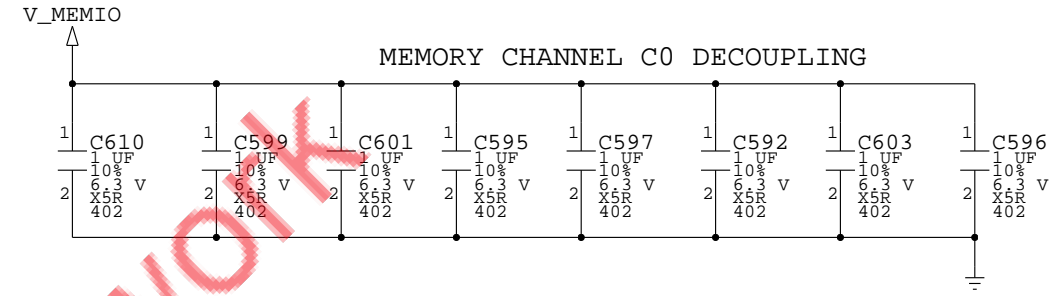 V_MEMIO
MEMORY CHANNEL C0 DECOUPLING
1 C610
1 UF
10%
2 6.3 V
X5R
402
1 C599
1 UF
10%
2 6.3 V
X5R
402
1 C601
1 UF
10%
2 6.3 V
X5R
402
1 C595
1 UF
10%
2 6.3 V
X5R
402
1 C597
1 UF
10%
2 6.3 V
X5R
402
1 C592
1 UF
10%
2 6.3 V
X5R
402
1 C603
1 UF
10%
2 6.3 V
X5R
402
1 C596
1 UF
10%
2 6.3 V
X5R
402
work